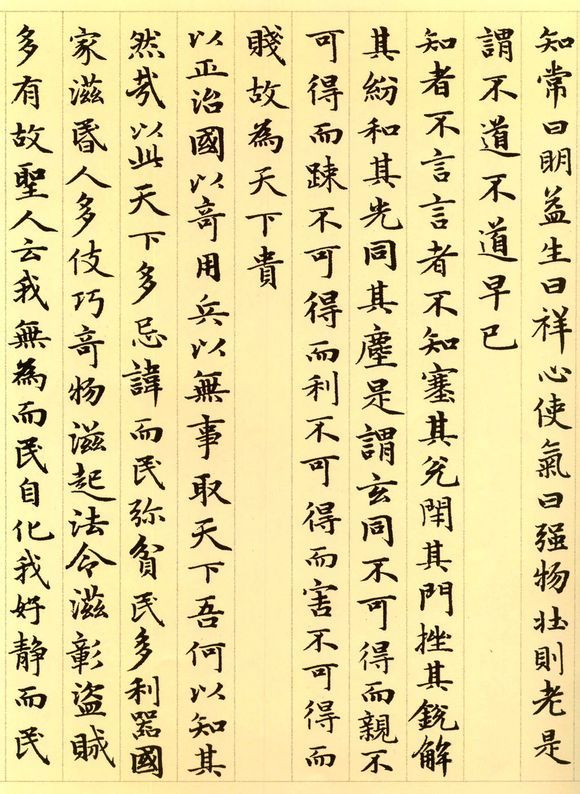 知常曰明益生曰祥心使氣曰强物壯則老是
謂不道不道早已
知者不言言者不知塞其兊閇其門挫其銳解
其紛和其光同其塵是謂玄同不可得而親不
可得而踈不可得而利不可得而害不可得而
賤故為天下貴
以正治國以竒用兵以無事取天下吾何以知其
然㢤以此天下多忌諱而民弥貧民多利器國
家滋昬人多伎巧竒物滋起法令滋彰盜賊
多有故聖人云我無為而民自化我好静而民